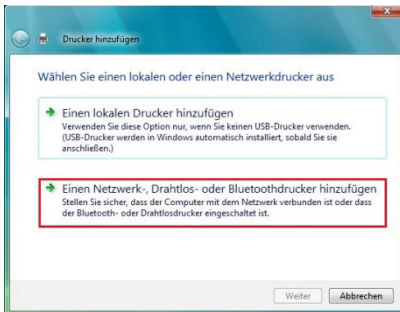 Drucker hinzufügen
Wählen Sie einen lokalen oder einen Netzwerkdrucker aus
Einen lokalen Drucker hinzufügen
Verwenden Sie diese Option nur, wenn Sie keinen USB-Drucker verwenden.
(USB-Drucker werden in Windows automatisch installiert, sobald Sie sie
anschließen.)
Einen Netzwerk-, Drahtlos- oder Bluetoothdrucker hinzufügen
Stellen Sie sicher, dass der Computer mit dem Netzwerk verbunden ist oder dass
der Bluetooth- oder Drahtlosdrucker eingeschaltet ist.
Weiter Abbrechen